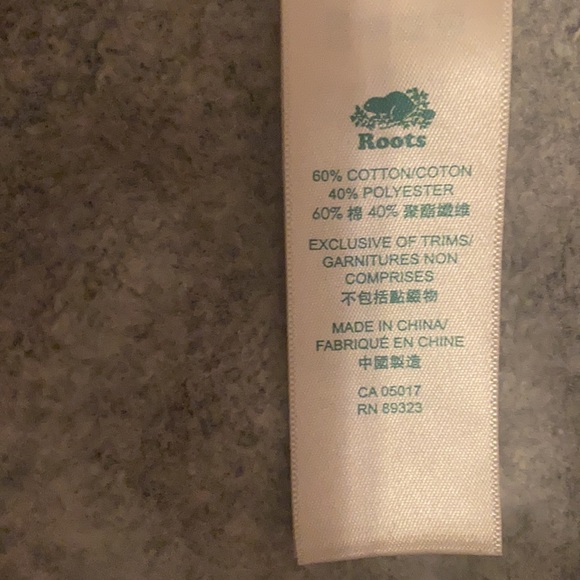 Roots
60% COTTON/COTON
40% POLYESTER
60% 棉 40% 聚酯纖维
EXCLUSIVE OF TRIMS/
GARNITURES NON
COMPRISES
不包括點綴物
MADE IN CHINA/
FABRIQUÉ EN CHINE
中國製造
CA 05017
RN 89323